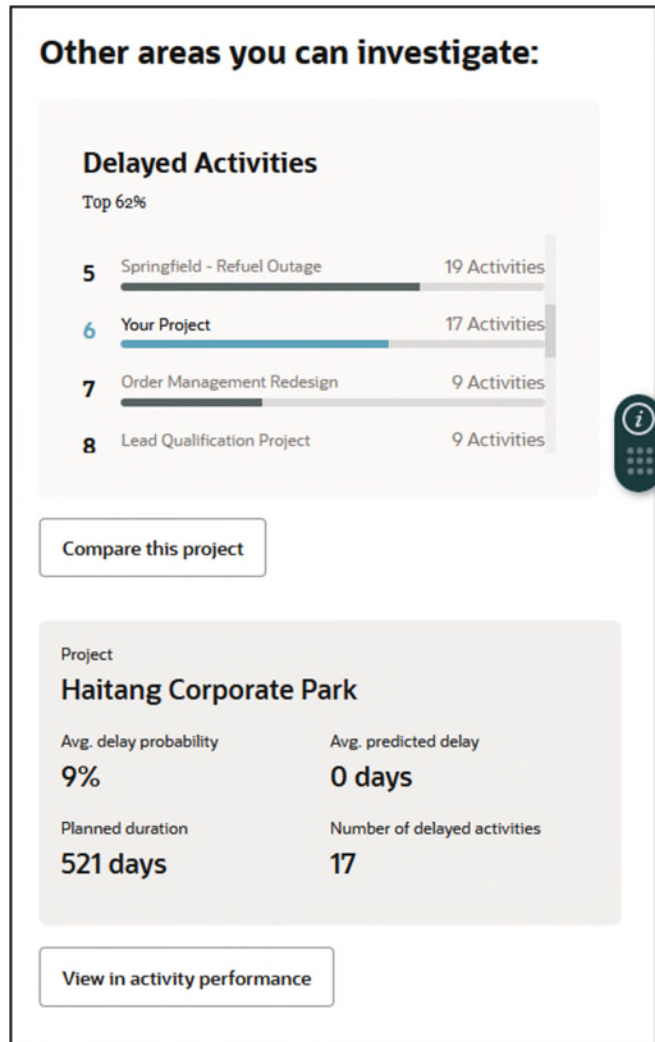 Other areas you can investigate:
Delayed Activities
Top 62%
5 Springfield - Refuel Outage 19 Activities
6 Your Project 17 Activities
7 Order Management Redesign 9 Activities
8 Lead Qualification Project 9 Activities
i
Compare this project
Project
Haitang Corporate Park
Avg. delay probability Avg. predicted delay
9% 0 days
Planned duration Number of delayed activities
521 days 17
View in activity performance